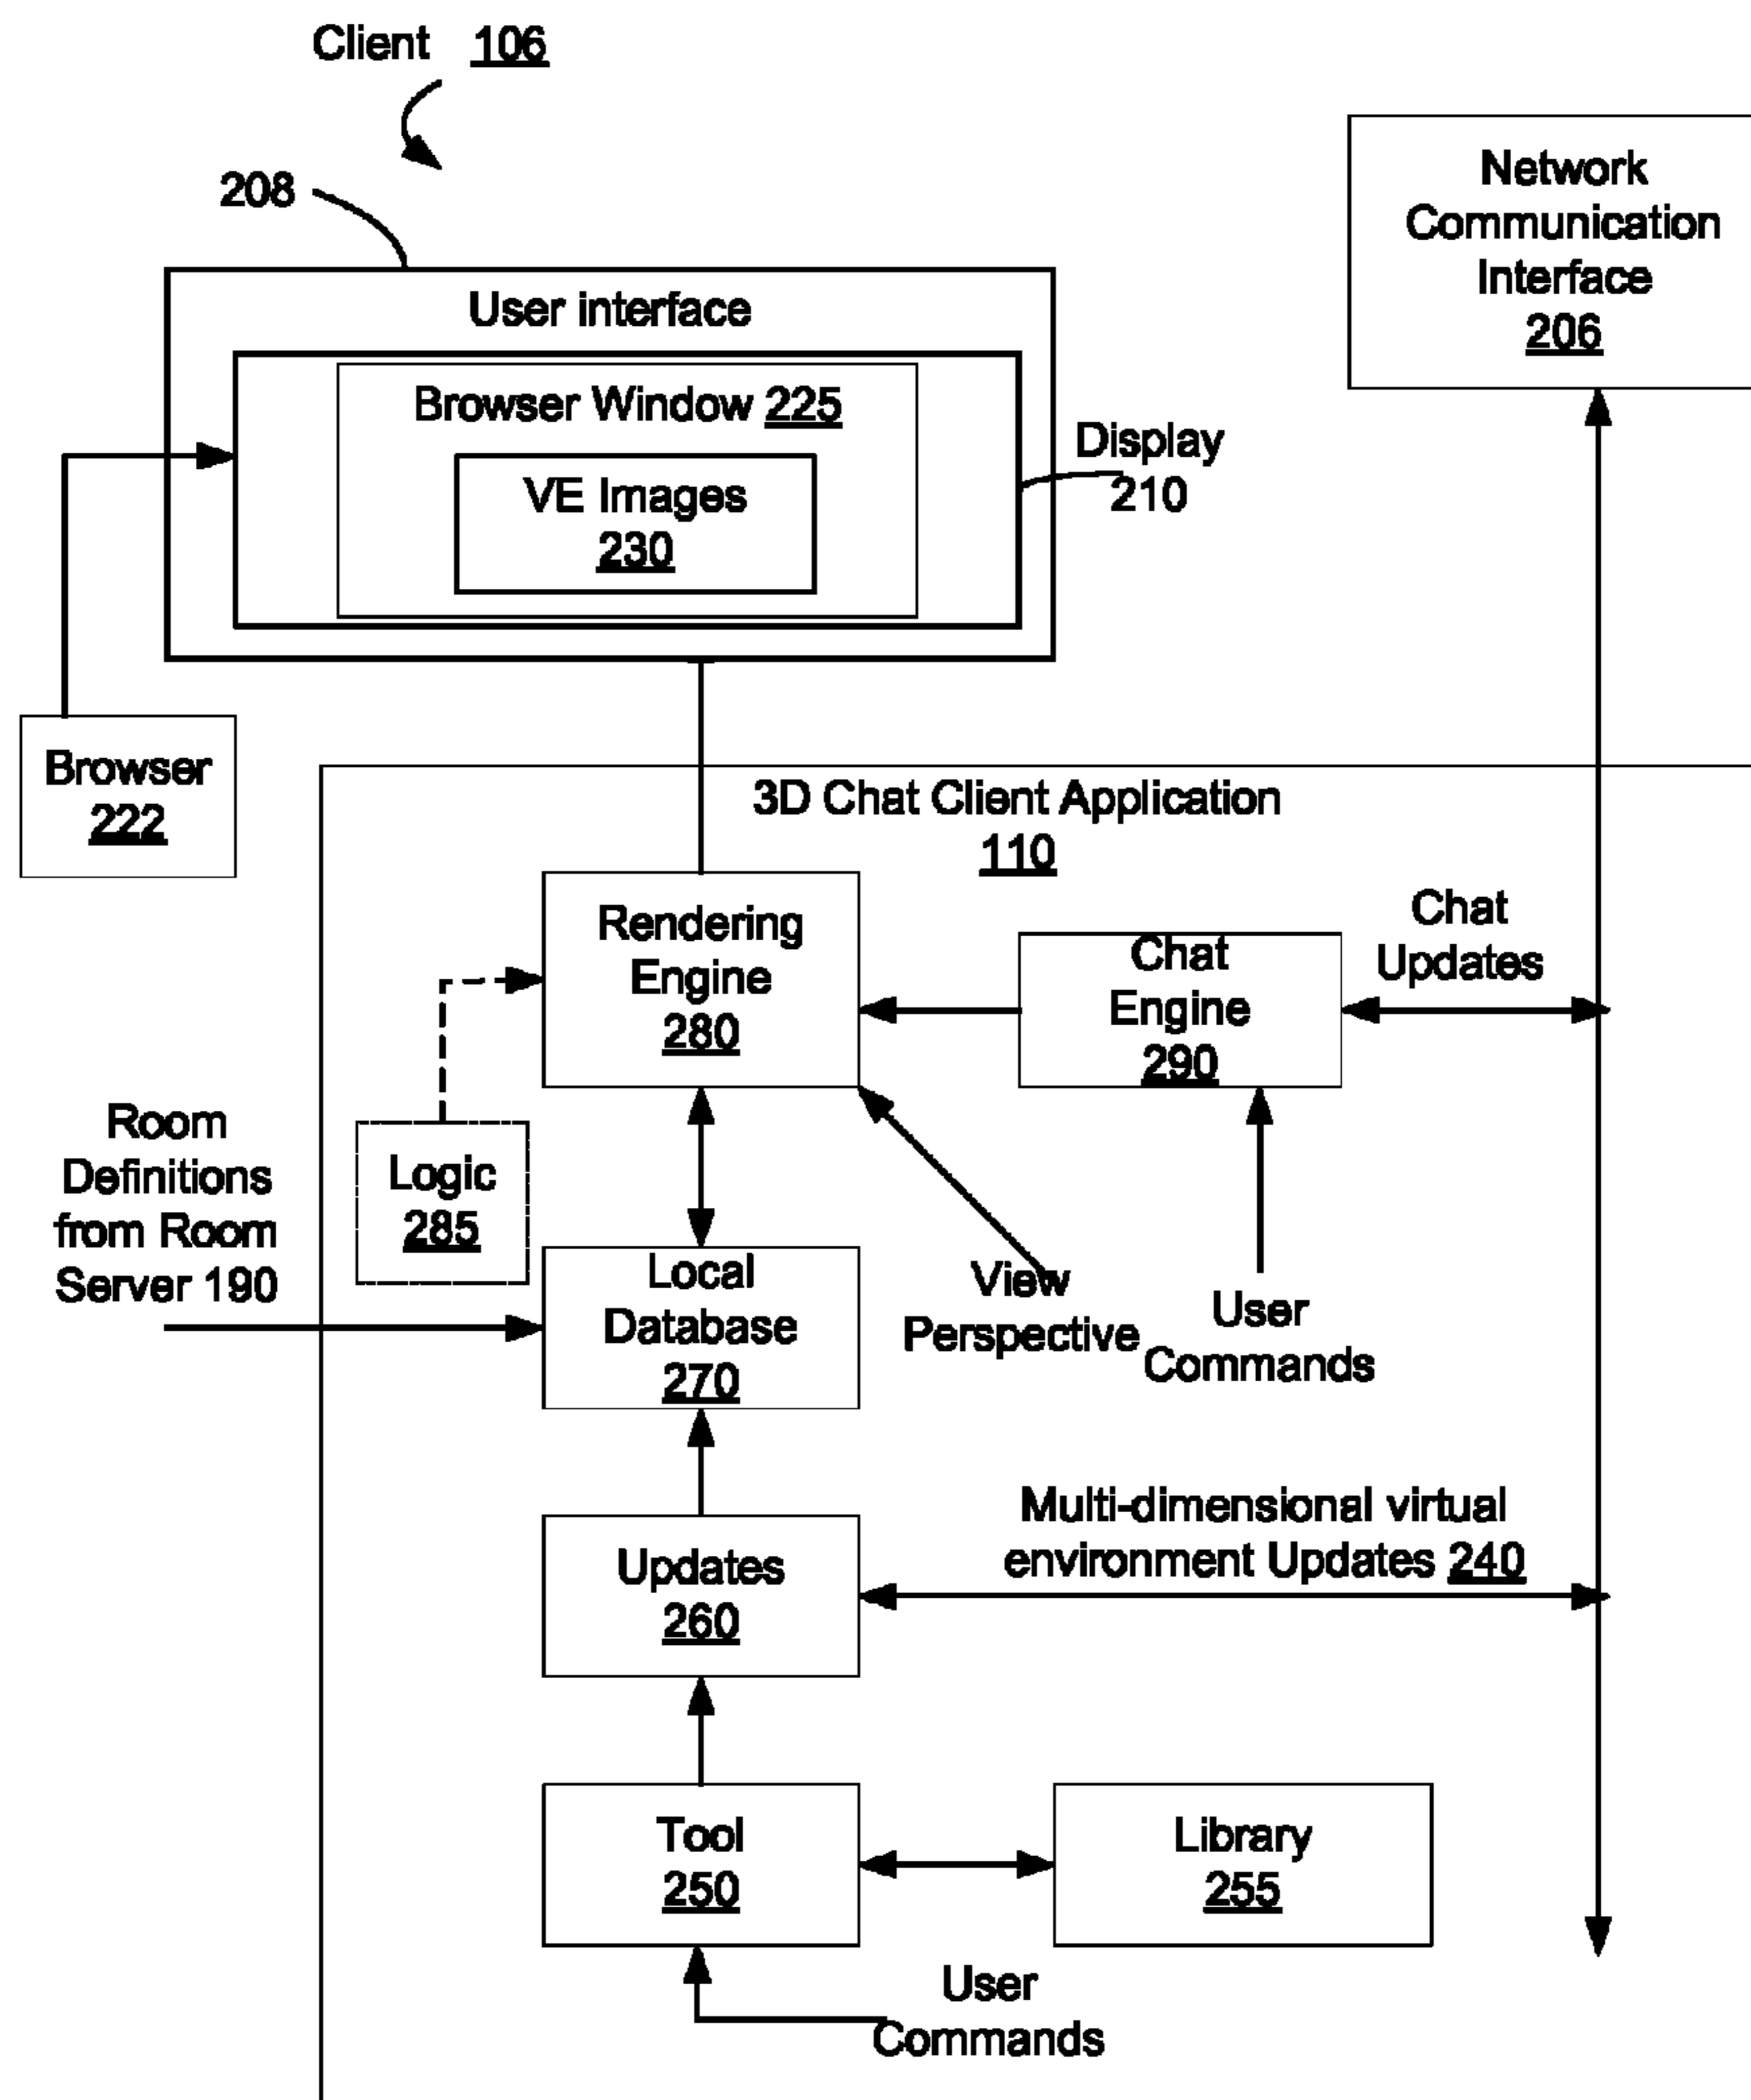 Client 106
208
Network
Communication
Interface
206
User interface
Browser Window 225
Display
210
VE Images
230
Browser
222
3D Chat Client Application
110
Rendering
Engine
280
Chat
Engine
290
Chat
Updates
Room
Definitions
from Room
Server 190
Logic
285
Local
Database
270
View
Perspective
User
Commands
Updates
260
Multi-dimensional virtual
environment Updates 240
Tool
250
Library
255
User
Commands